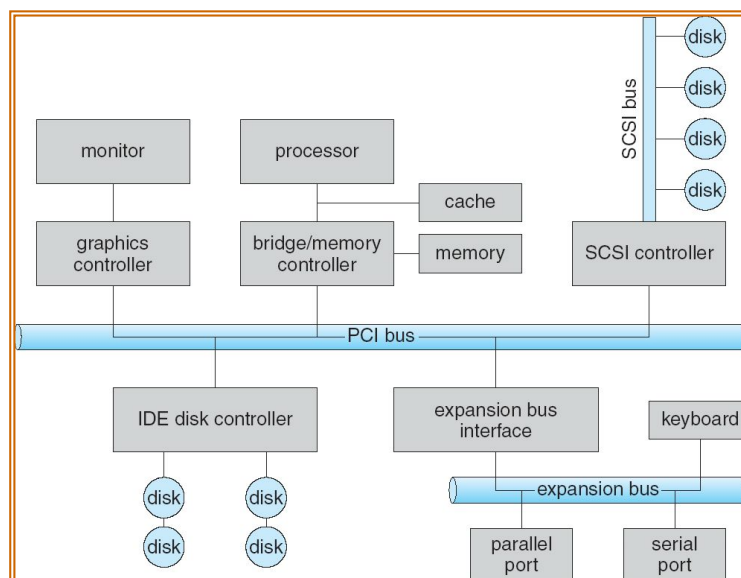 disk
disk
disk
disk
SCSI bus
monitor
processor
cache
graphics
controller
bridge/memory
controller
memory
SCSI controller
PCI bus
IDE disk controller
expansion bus
interface
keyboard
disk
disk
disk
disk
expansion bus
parallel
port
serial
port